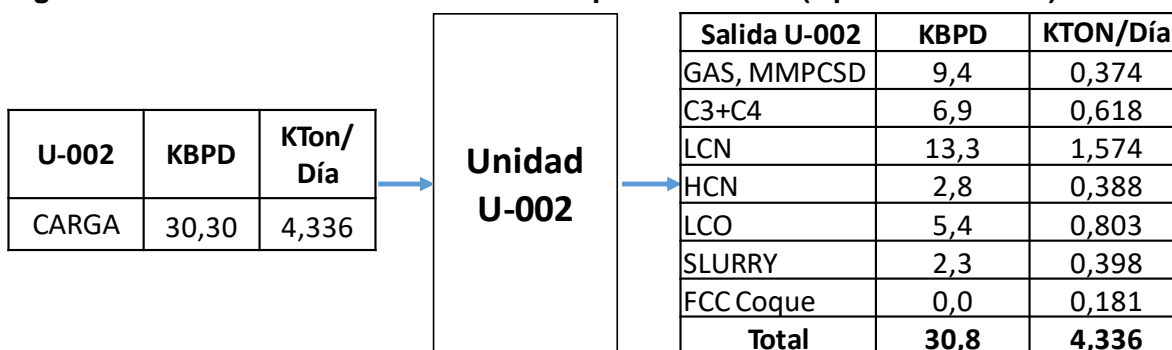 U-002 KBPD KTon/
Día
CARGA 30,30 4,336
Unidad
U-002
Salida U-002 KBPD KTON/Día
GAS, MMPCSD 9,4 0,374
C3+C4 6,9 0,618
LCN 13,3 1,574
HCN 2,8 0,388
LCO 5,4 0,803
SLURRY 2,3 0,398
FCC Coque 0,0 0,181
Total 30,8 4,336